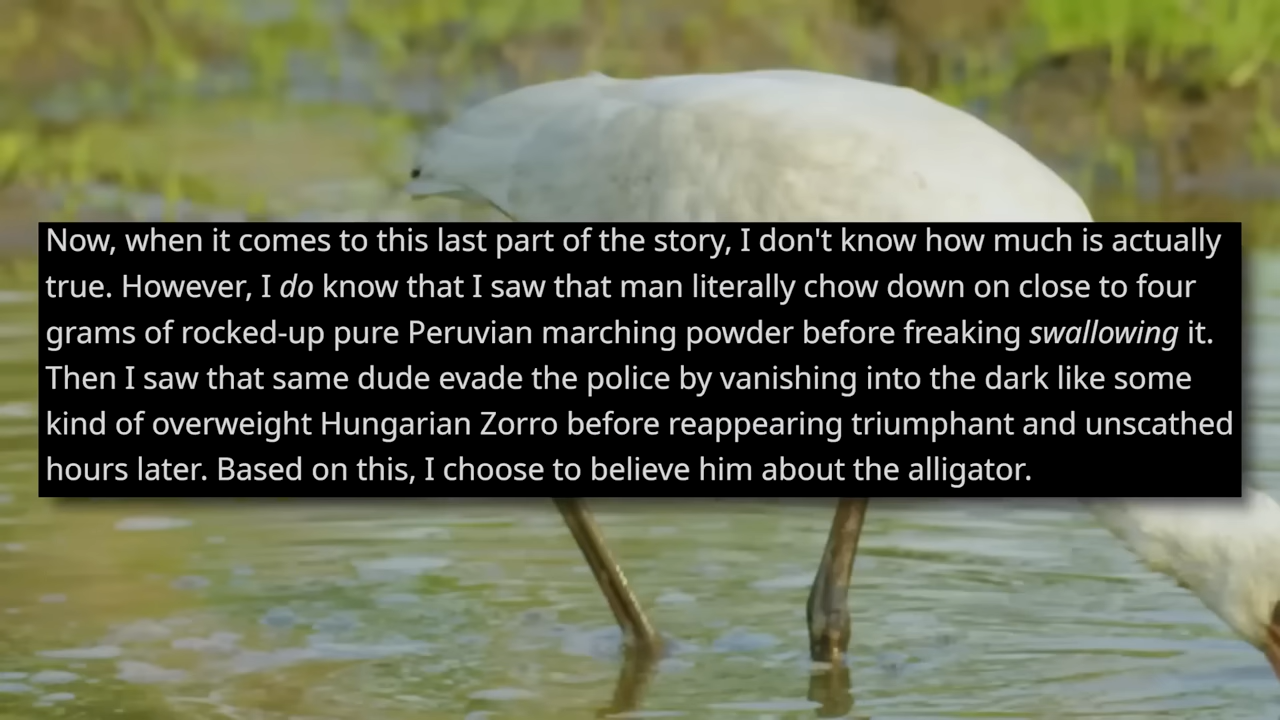 Now, when it comes to this last part of the story, I don't know how much is actually
true. However, I do know that I saw that man literally chow down on close to four
grams of rocked-up pure Peruvian marching powder before freaking swallowing it.
Then I saw that same dude evade the police by vanishing into the dark like some
kind of overweight Hungarian Zorro before reappearing triumphant and unscathed
hours later. Based on this, I choose to believe him about the alligator.